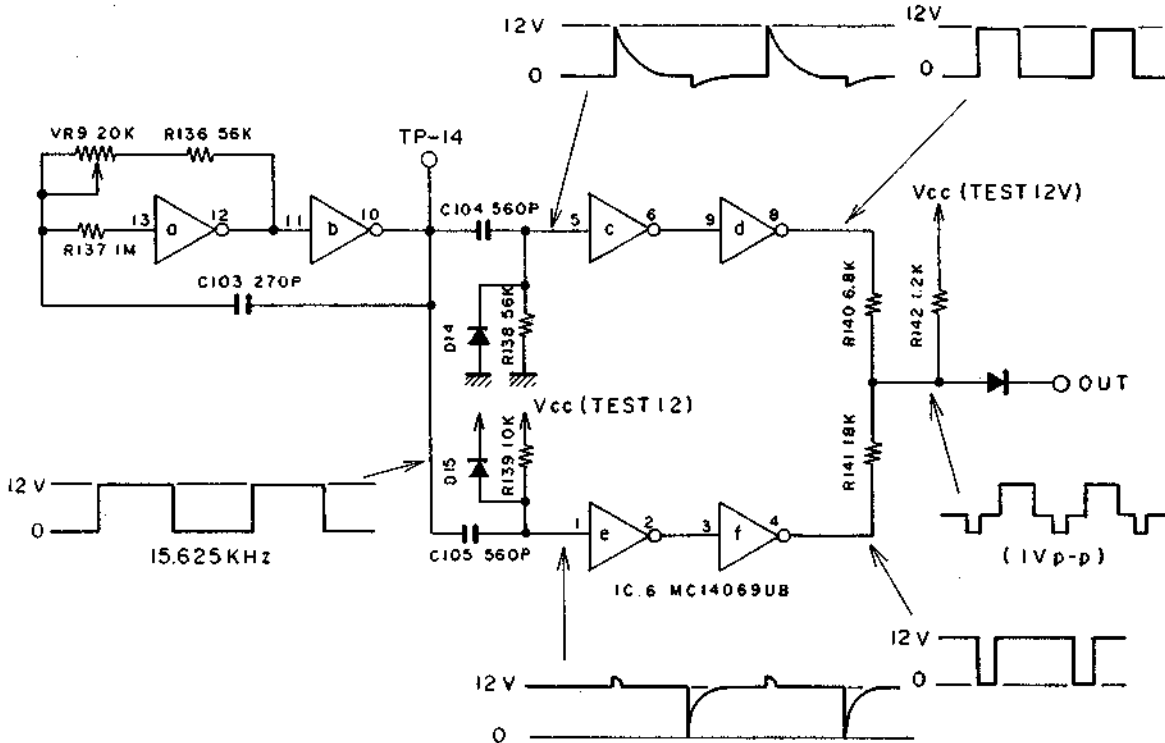 12V
0
12V
0
VR9 20K
R136 56K
TP-14
13
a
12
11
b
10
R137 1M
C103 270P
C104 560P
5
c
6
9
d
8
Vcc (TEST 12V)
D14
R138 56K
R140 6.8K
R142 1.2K
OUT
Vcc (TEST 12)
D15
R139 10K
R141 18K
12V
0
15.625KHz
C105 560P
1
e
2
3
f
4
IC.6 MC14069UB
(1Vp-p)
12V
0
12V
0